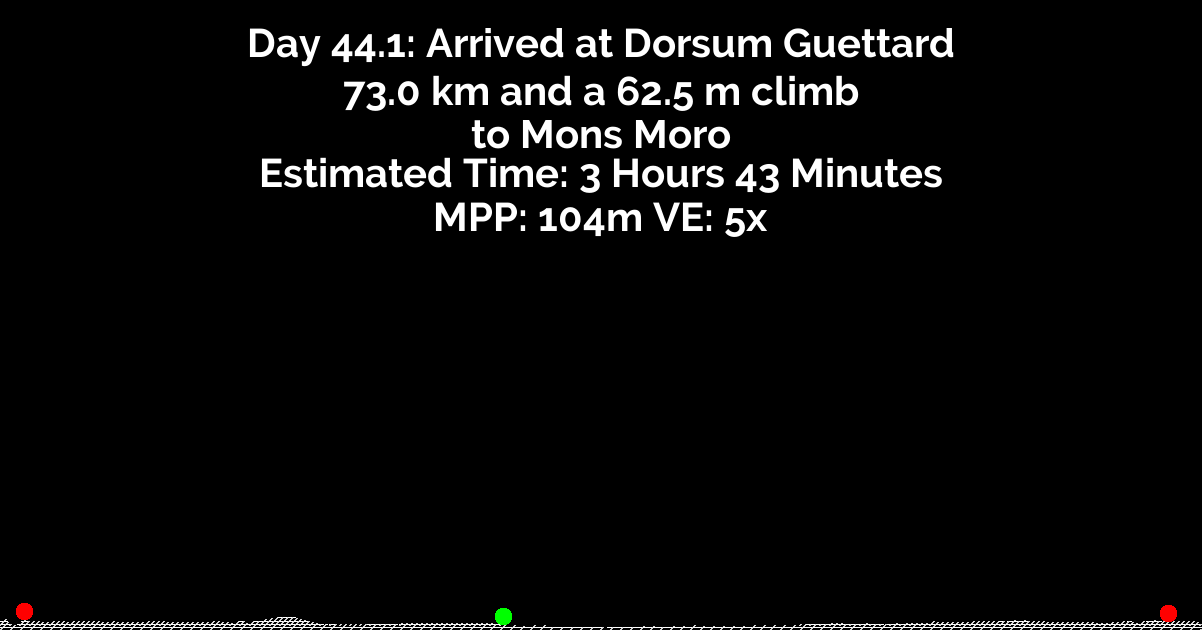 Day 44.1: Arrived at Dorsum Guettard
73.0 km and a 62.5 m climb
to Mons Moro
Estimated Time: 3 Hours 43 Minutes
MPP: 104m VE: 5x